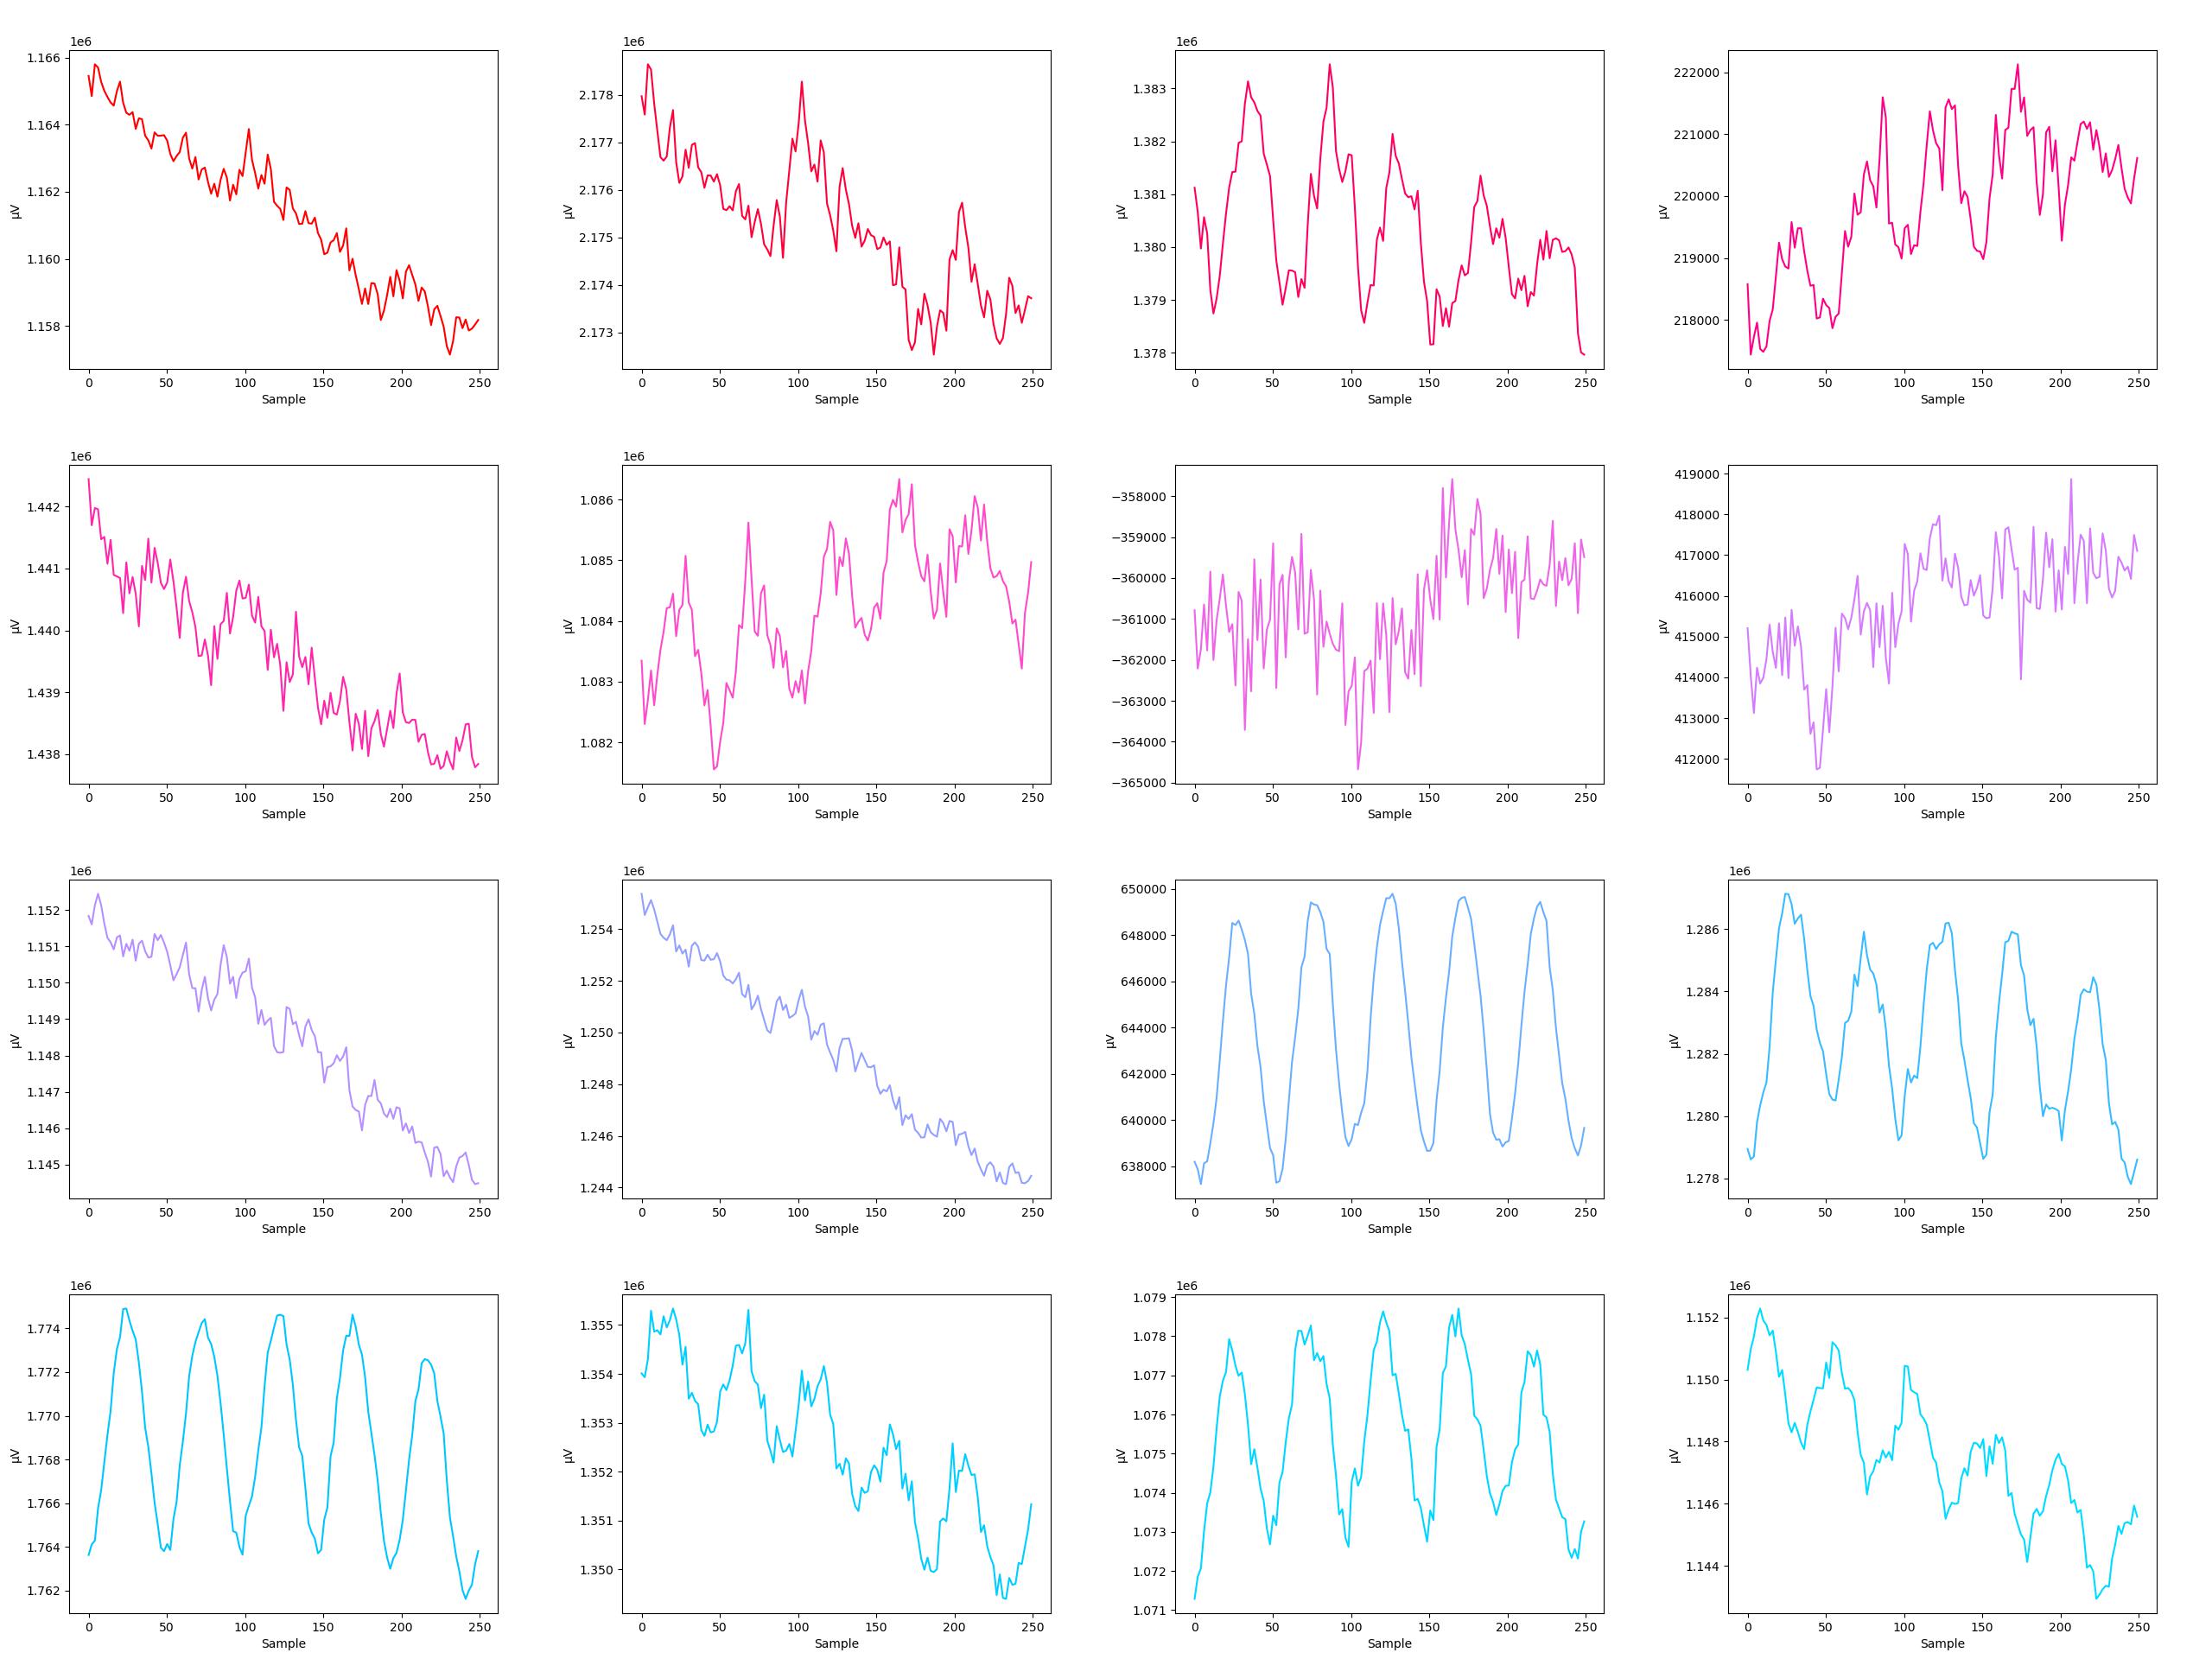 1e6
1.166
1.164
1.162
1.160
1.158
µV
0 50 100 150 200 250
Sample
1e6
2.178
2.177
2.176
2.175
2.174
2.173
µV
0 50 100 150 200 250
Sample
1e6
1.383
1.382
1.381
1.380
1.379
1.378
µV
0 50 100 150 200 250
Sample
222000
221000
220000
219000
218000
µV
0 50 100 150 200 250
Sample
1e6
1.442
1.441
1.440
1.439
1.438
µV
0 50 100 150 200 250
Sample
1e6
1.086
1.085
1.084
1.083
1.082
µV
0 50 100 150 200 250
Sample
−358000
−359000
−360000
−361000
−362000
−363000
−364000
−365000
µV
0 50 100 150 200 250
Sample
419000
418000
417000
416000
415000
414000
413000
412000
µV
0 50 100 150 200 250
Sample
1e6
1.152
1.151
1.150
1.149
1.148
1.147
1.146
1.145
µV
0 50 100 150 200 250
Sample
1e6
1.254
1.252
1.250
1.248
1.246
1.244
µV
0 50 100 150 200 250
Sample
650000
648000
646000
644000
642000
640000
638000
µV
0 50 100 150 200 250
Sample
1e6
1.286
1.284
1.282
1.280
1.278
µV
0 50 100 150 200 250
Sample
1e6
1.774
1.772
1.770
1.768
1.766
1.764
1.762
µV
0 50 100 150 200 250
Sample
1e6
1.355
1.354
1.353
1.352
1.351
1.350
µV
0 50 100 150 200 250
Sample
1e6
1.079
1.078
1.077
1.076
1.075
1.074
1.073
1.072
1.071
µV
0 50 100 150 200 250
Sample
1e6
1.152
1.150
1.148
1.146
1.144
µV
0 50 100 150 200 250
Sample